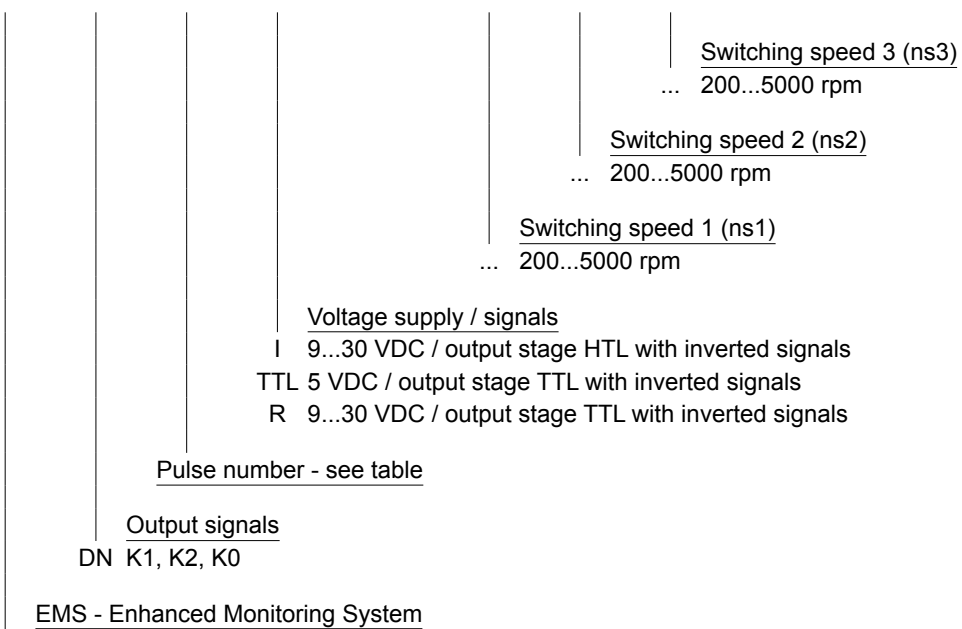 Switching speed 3 (ns3)
... 200...5000 rpm
Switching speed 2 (ns2)
... 200...5000 rpm
Switching speed 1 (ns1)
... 200...5000 rpm
Voltage supply / signals
I 9...30 VDC / output stage HTL with inverted signals
TTL 5 VDC / output stage TTL with inverted signals
R 9...30 VDC / output stage TTL with inverted signals
Pulse number - see table
Output signals
DN K1, K2, K0
EMS - Enhanced Monitoring System